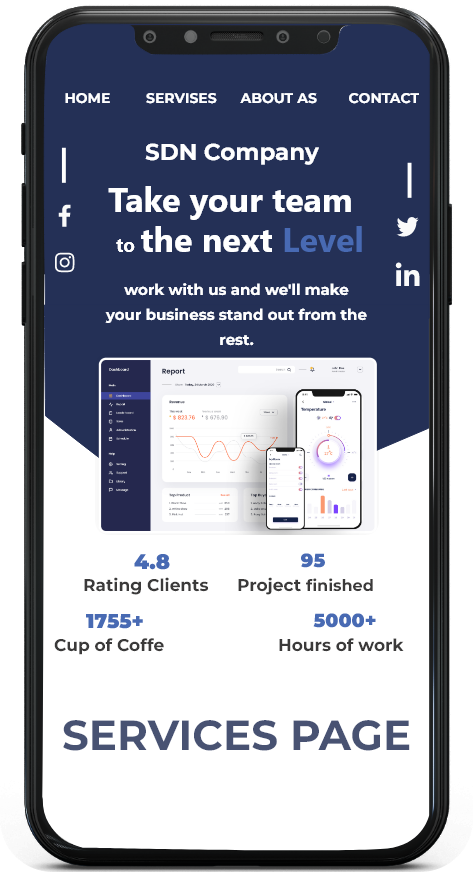 HOME SERVISES ABOUT AS CONTACT
SDN Company
Take your team
to the next Level
work with us and we'll make
your business stand out from the
rest.
Dashboard
Report
Revenue
Temperature
4.8
Rating Clients
95
Project finished
1755+
Cup of Coffe
5000+
Hours of work
SERVICES PAGE